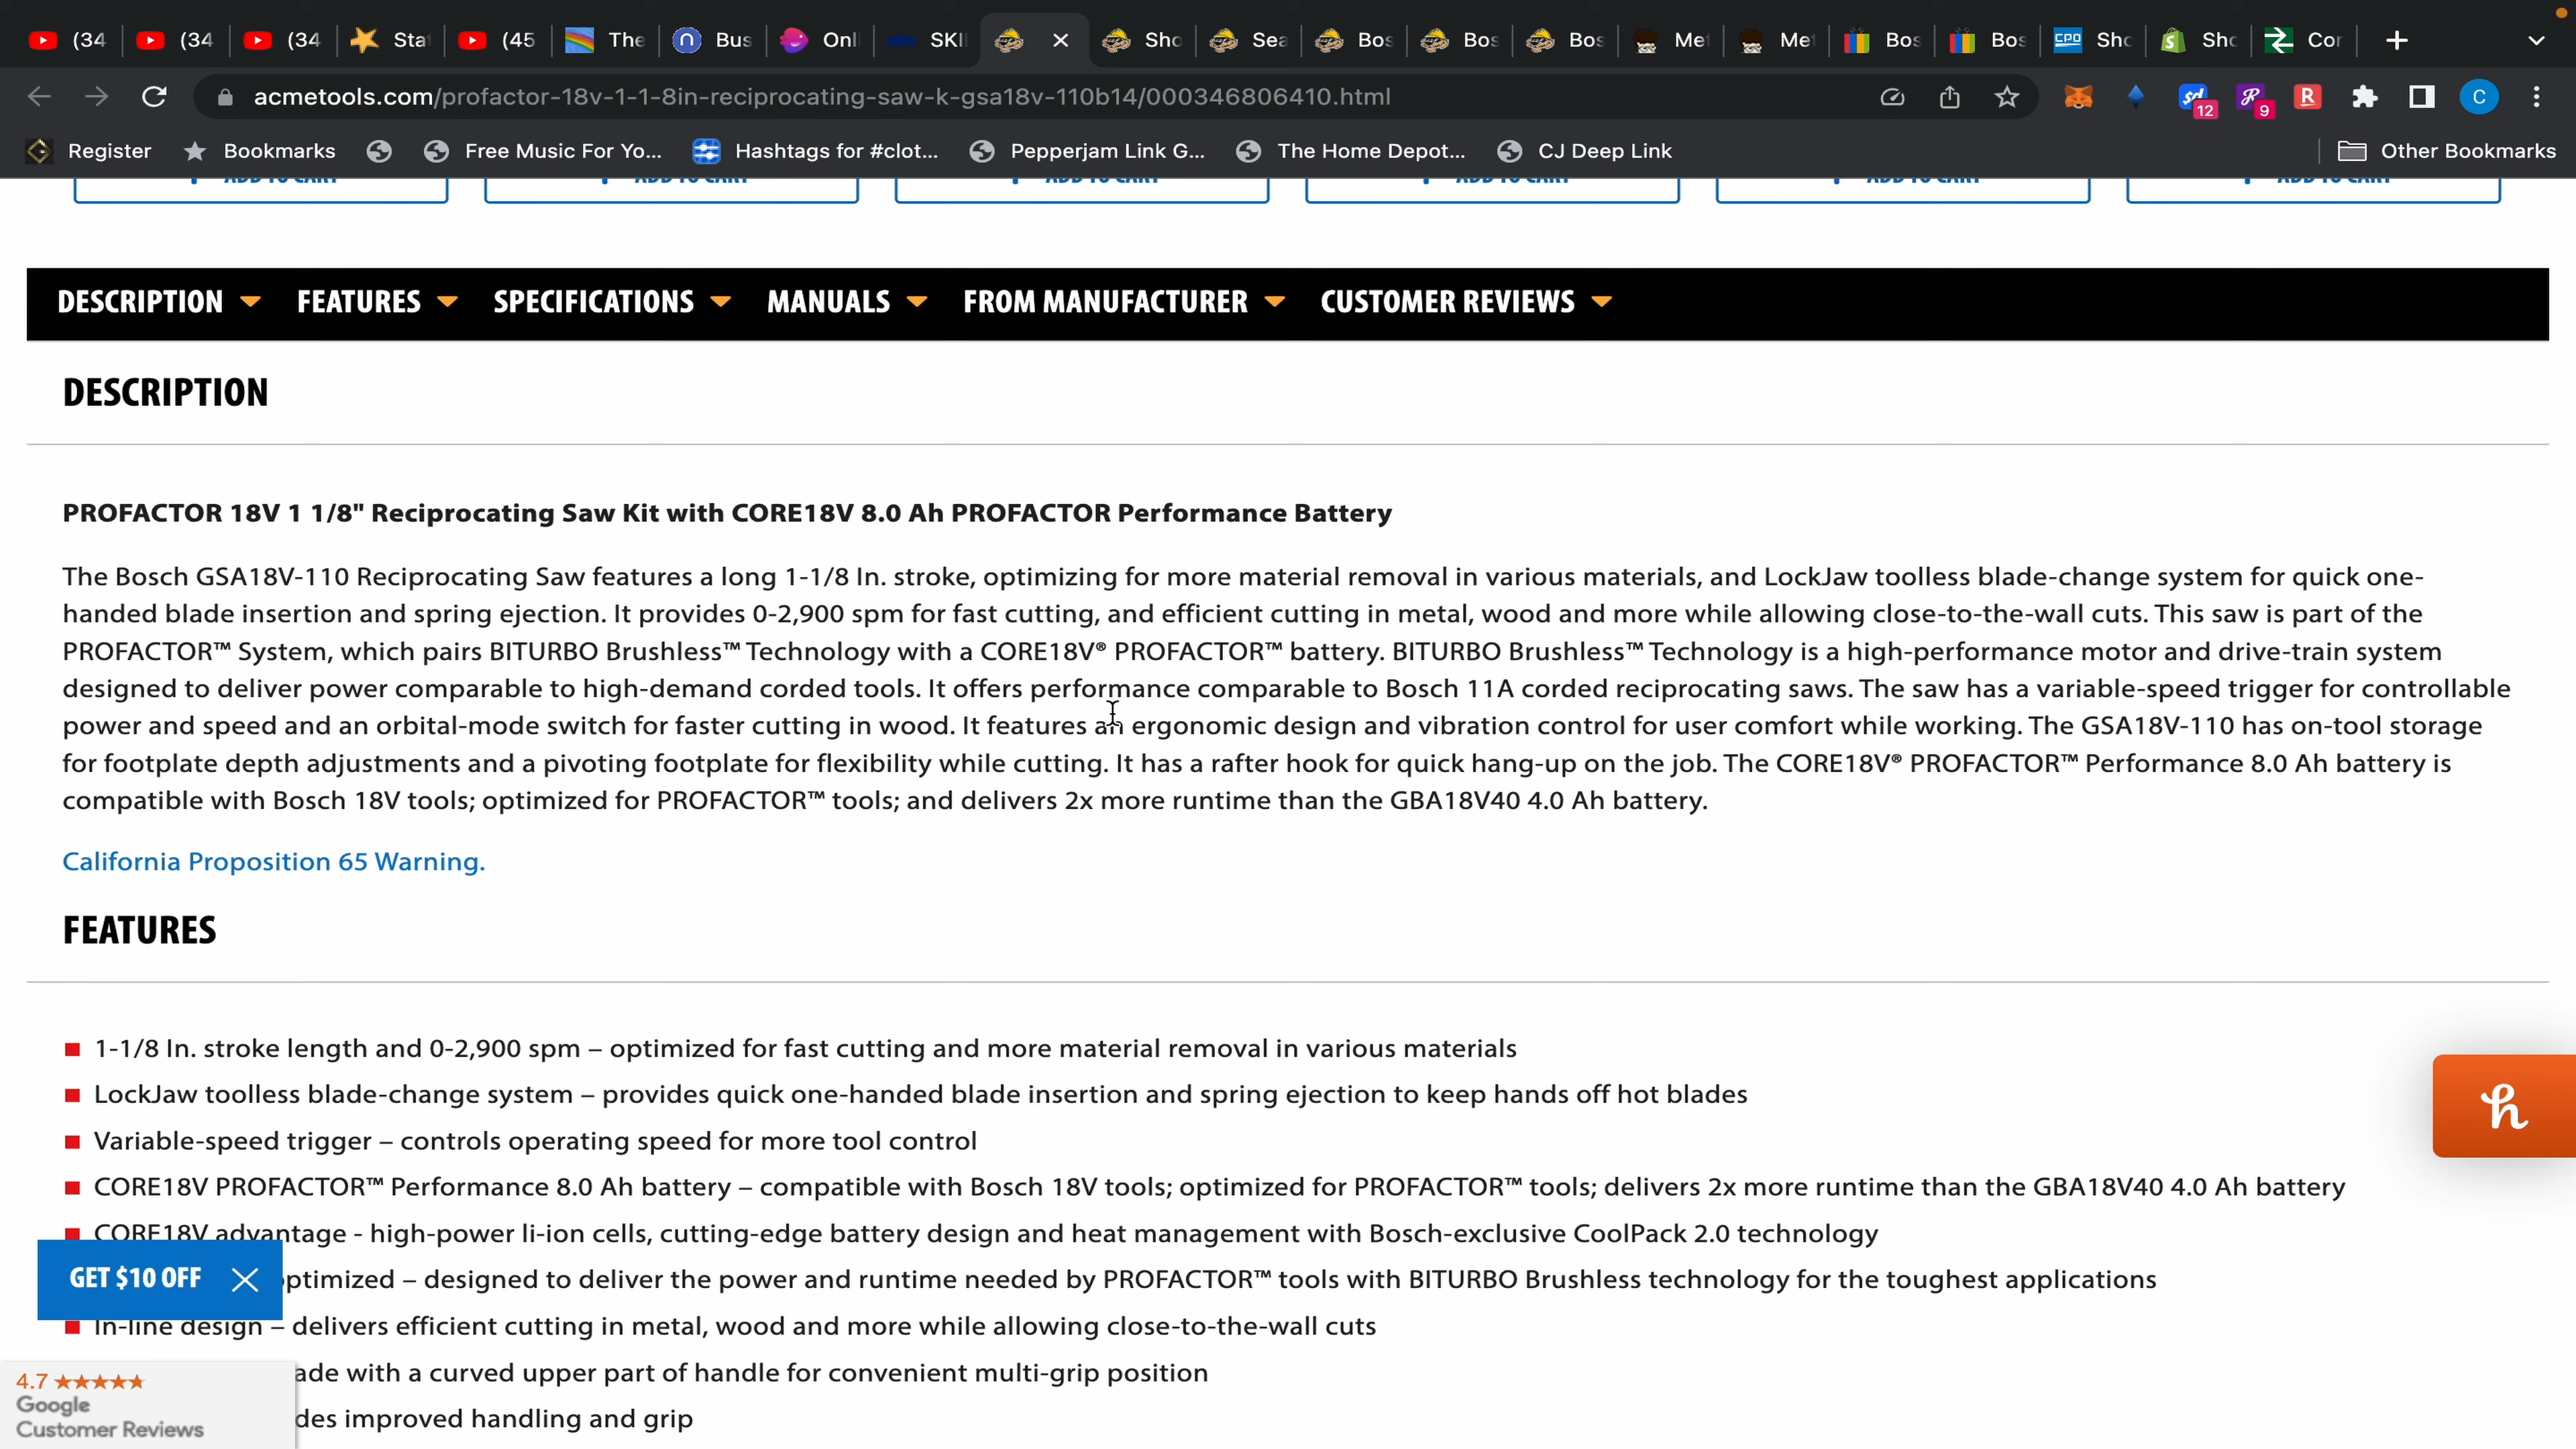 (34 (34 (34 Sta (45 The Bus Onl SKI Sho Sea Bos Bos Bos Me Me Bos Bos CPO Sho Sho Cor
acmetools.com/profactor-18v-1-1-8in-reciprocating-saw-k-gsa18v-110b14/000346806410.html 12 9 R C
Register Bookmarks Free Music For Yo... Hashtags for #clot... Pepperjam Link G... The Home Depot... CJ Deep Link Other Bookmarks
ADD TO CART ADD TO CART ADD TO CART ADD TO CART ADD TO CART ADD TO CART
DESCRIPTION FEATURES SPECIFICATIONS MANUALS FROM MANUFACTURER CUSTOMER REVIEWS
DESCRIPTION
PROFACTOR 18V 1 1/8" Reciprocating Saw Kit with CORE18V 8.0 Ah PROFACTOR Performance Battery
The Bosch GSA18V-110 Reciprocating Saw features a long 1-1/8 In. stroke, optimizing for more material removal in various materials, and LockJaw toolless blade-change system for quick one-
handed blade insertion and spring ejection. It provides 0-2,900 spm for fast cutting, and efficient cutting in metal, wood and more while allowing close-to-the-wall cuts. This saw is part of the
PROFACTOR™ System, which pairs BITURBO Brushless™ Technology with a CORE18V® PROFACTOR™ battery. BITURBO Brushless™ Technology is a high-performance motor and drive-train system
designed to deliver power comparable to high-demand corded tools. It offers performance comparable to Bosch 11A corded reciprocating saws. The saw has a variable-speed trigger for controllable
power and speed and an orbital-mode switch for faster cutting in wood. It features an ergonomic design and vibration control for user comfort while working. The GSA18V-110 has on-tool storage
for footplate depth adjustments and a pivoting footplate for flexibility while cutting. It has a rafter hook for quick hang-up on the job. The CORE18V® PROFACTOR™ Performance 8.0 Ah battery is
compatible with Bosch 18V tools; optimized for PROFACTOR™ tools; and delivers 2x more runtime than the GBA18V40 4.0 Ah battery.
California Proposition 65 Warning.
FEATURES
1-1/8 In. stroke length and 0-2,900 spm – optimized for fast cutting and more material removal in various materials
LockJaw toolless blade-change system – provides quick one-handed blade insertion and spring ejection to keep hands off hot blades
Variable-speed trigger – controls operating speed for more tool control
CORE18V PROFACTOR™ Performance 8.0 Ah battery – compatible with Bosch 18V tools; optimized for PROFACTOR™ tools; delivers 2x more runtime than the GBA18V40 4.0 Ah battery
CORE18V advantage - high-power li-ion cells, cutting-edge battery design and heat management with Bosch-exclusive CoolPack 2.0 technology
GET $10 OFF
ptimized – designed to deliver the power and runtime needed by PROFACTOR™ tools with BITURBO Brushless technology for the toughest applications
In-line design – delivers efficient cutting in metal, wood and more while allowing close-to-the-wall cuts
ade with a curved upper part of handle for convenient multi-grip position
des improved handling and grip
4.7
Google
Customer Reviews